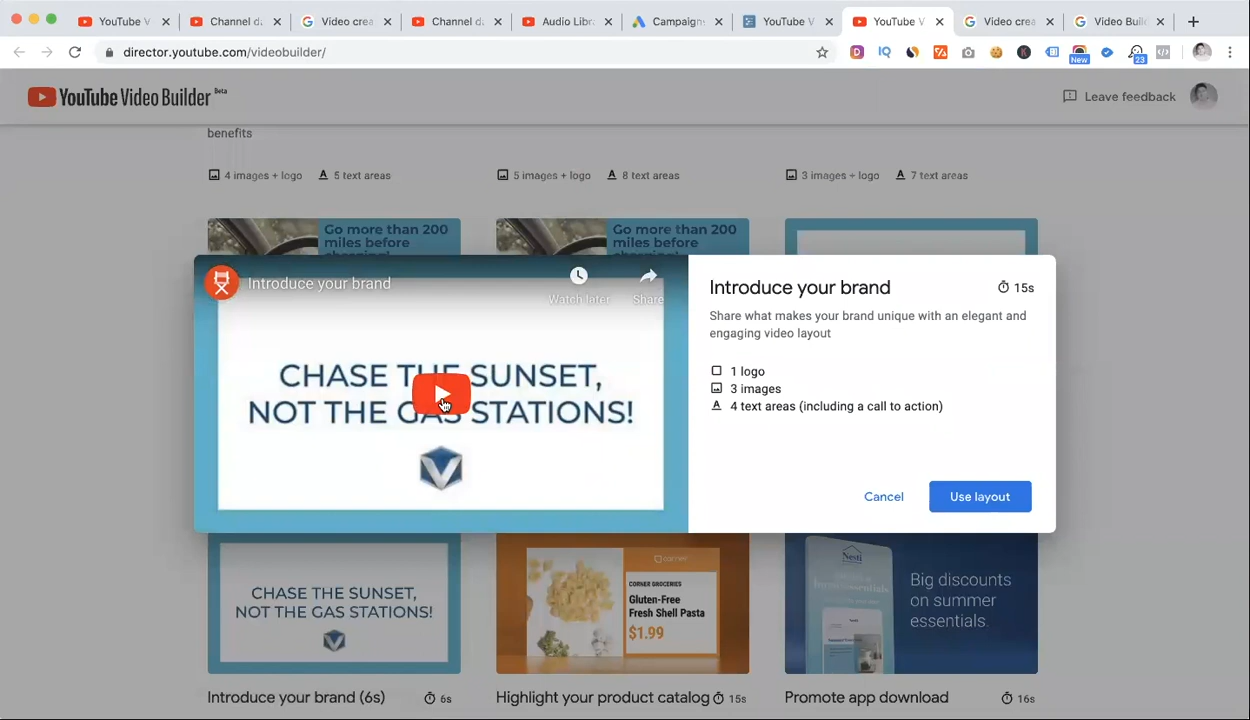 YouTube V
Channel da
Video crea
Channel da
Audio Libr
Campaigns
YouTube V
YouTube V
Video crea
Video Buil
director.youtube.com/videobuilder/
New
23
YouTube Video Builder Beta
Leave feedback
benefits
4 images + logo
5 text areas
5 images + logo
8 text areas
3 images + logo
7 text areas
Go more than 200
miles before
Go more than 200
miles before
Introduce your brand
Watch later
Share
CHASE THE SUNSET,
NOT THE GAS STATIONS!
Introduce your brand
15s
Share what makes your brand unique with an elegant and
engaging video layout
1 logo
3 images
4 text areas (including a call to action)
Cancel
Use layout
CHASE THE SUNSET,
NOT THE GAS STATIONS!
corner
CORNER GROCERIES
Gluten-Free
Fresh Shell Pasta
$1.99
Nesti
Big discounts
on summer
essentials.
Introduce your brand (6s)
6s
Highlight your product catalog
15s
Promote app download
16s